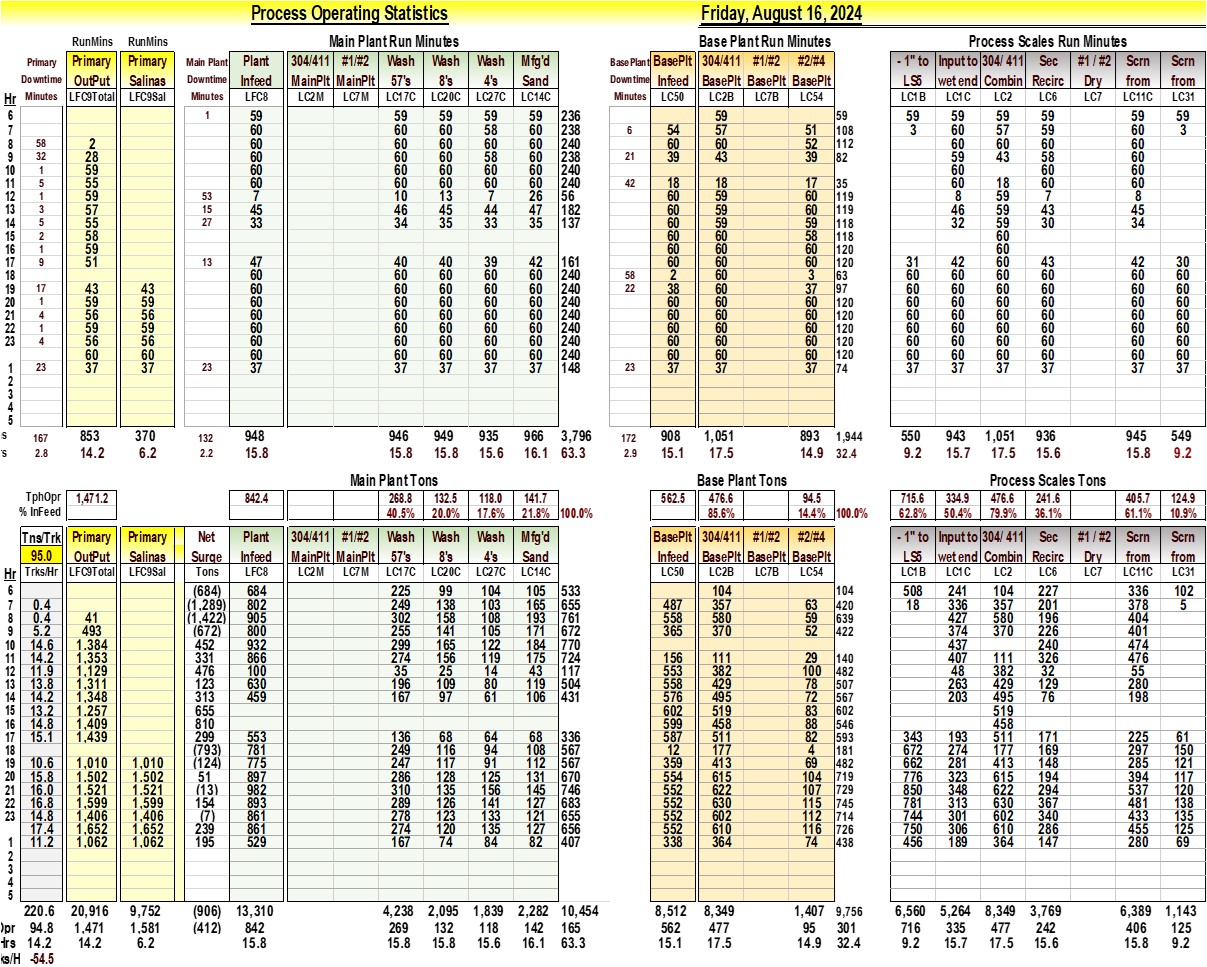 Process Operating Statistics Friday, August 16, 2024
RunMins RunMins Main Plant Run Minutes Base Plant Run Minutes Process Scales Run Minutes
Primary Primary Primary Main Plant Plant 304/411 #1/#2 Wash Wash Wash Mfg'd BasePlant BasePlt 304/411 #1/#2 #2/#4 - 1" to Input to 304/ 411 Sec #1 / #2 Scrn Scrn
Downtime OutPut Salinas Downtime Infeed MainPlt MainPlt 57's 8's 4's Sand Downtime Infeed BasePlt BasePlt BasePlt LS5 wet end Combin Recirc Dry from from
Hr Minutes LFC9Total LFC9Sal Minutes LFC8 LC2M LC7M LC17C LC20C LC27C LC14C Minutes LC50 LC2B LC7B LC54 LC1B LC1C LC2 LC6 LC7 LC11C LC31
6 1 59 59 59 59 59 236 59 59 59 59 59 59 59 59
7 60 60 60 58 60 238 6 54 57 51 108 3 60 57 59 60 3
8 58 2 60 60 60 60 60 240 60 60 52 112 60 60 60 60
9 32 28 60 60 60 58 60 238 21 39 43 39 82 59 43 58 60
10 1 59 60 60 60 60 60 240 60 60 60
11 5 55 60 60 60 60 60 240 42 18 18 17 35 60 18 60 60
12 1 59 53 7 10 13 7 26 56 60 59 60 119 8 59 7 8
13 3 57 15 45 46 45 44 47 182 60 59 60 119 46 59 43 45
14 5 55 27 33 34 35 33 35 137 60 59 59 118 32 59 30 34
15 2 58 60 60 58 118 60
16 1 59 60 60 60 120 60
17 9 51 13 47 40 40 39 42 161 60 60 60 120 31 42 60 43 42 30
18 60 60 60 60 60 240 58 2 60 3 63 60 60 60 60 60 60
19 17 43 43 60 60 60 60 60 240 22 38 60 37 97 60 60 60 60 60 60
20 1 59 59 60 60 60 60 60 240 60 60 60 120 60 60 60 60 60 60
21 4 56 56 60 60 60 60 60 240 60 60 60 120 60 60 60 60 60 60
22 1 59 59 60 60 60 60 60 240 60 60 60 120 60 60 60 60 60 60
23 4 56 56 60 60 60 60 60 240 60 60 60 120 60 60 60 60 60 60
60 60 60 60 60 60 60 240 60 60 60 120 60 60 60 60 60 60
1 23 37 37 23 37 37 37 37 37 148 23 37 37 37 74 37 37 37 37 37 37
2
3
4
5
s 167 853 370 132 948 946 949 935 966 3,796 172 908 1,051 893 1,944 550 943 1,051 936 945 549
s 2.8 14.2 6.2 2.2 15.8 15.8 15.8 15.6 16.1 63.3 2.9 15.1 17.5 14.9 32.4 9.2 15.7 17.5 15.6 15.8 9.2
Main Plant Tons Base Plant Tons Process Scales Tons
TphOpr 1,471.2 842.4 268.8 132.5 118.0 141.7 562.5 476.6 94.5 715.6 334.9 476.6 241.6 405.7 124.9
% InFeed 40.5% 20.0% 17.6% 21.8% 100.0% 85.6% 14.4% 100.0% 62.8% 50.4% 79.9% 36.1% 61.1% 10.9%
Tns/Trk Primary Primary Net Plant 304/411 #1/#2 Wash Wash Wash Mfg'd BasePlt 304/411 #1/#2 #2/#4 - 1" to Input to 304/ 411 Sec #1 / #2 Scrn Scrn
95.0 OutPut Salinas Surge Infeed MainPlt MainPlt 57's 8's 4's Sand Infeed BasePlt BasePlt BasePlt LS5 wet end Combin Recirc Dry from from
Hr Trks/Hr LFC9Total LFC9Sal Tons LFC8 LC2M LC7M LC17C LC20C LC27C LC14C LC50 LC2B LC7B LC54 LC1B LC1C LC2 LC6 LC7 LC11C LC31
6 (684) 684 225 99 104 105 533 104 104 508 241 104 227 336 102
7 0.4 (1,289) 802 249 138 103 165 655 487 357 63 420 18 336 357 201 378 5
8 0.4 41 (1,422) 905 302 158 108 193 761 558 580 59 639 427 580 196 404
9 5.2 493 (672) 800 255 141 105 171 672 365 370 52 422 374 370 226 401
10 14.6 1,384 452 932 299 165 122 184 770 437 240 474
11 14.2 1,353 331 866 274 156 119 175 724 156 111 29 140 407 111 326 476
12 11.9 1,129 476 100 35 25 14 43 117 553 382 100 482 48 382 32 55
13 13.8 1,311 123 630 196 109 80 119 504 558 429 78 507 263 429 129 280
14 14.2 1,348 313 459 167 97 61 106 431 576 495 72 567 203 495 76 198
15 13.2 1,257 655 602 519 83 602 519
16 14.8 1,409 810 599 458 88 546 458
17 15.1 1,439 299 553 136 68 64 68 336 587 511 82 593 343 193 511 171 225 61
18 (793) 781 249 116 94 108 567 12 177 4 181 672 274 177 169 297 150
19 10.6 1,010 1,010 (124) 775 247 117 91 112 567 359 413 69 482 662 281 413 148 285 121
20 15.8 1,502 1,502 51 897 286 128 125 131 670 554 615 104 719 776 323 615 194 394 117
21 16.0 1,521 1,521 (13) 982 310 135 156 145 746 552 622 107 729 850 348 622 294 537 120
22 16.8 1,599 1,599 154 893 289 126 141 127 683 552 630 115 745 781 313 630 367 481 138
23 14.8 1,406 1,406 (7) 861 278 123 133 121 655 552 602 112 714 744 301 602 340 433 135
17.4 1,652 1,652 239 861 274 120 135 127 656 552 610 116 726 750 306 610 286 455 125
1 11.2 1,062 1,062 195 529 167 74 84 82 407 338 364 74 438 456 189 364 147 280 69
2
3
4
5
220.6 20,916 9,752 (906) 13,310 4,238 2,095 1,839 2,282 10,454 8,512 8,349 1,407 9,756 6,560 5,264 8,349 3,769 6,389 1,143
pr 94.8 1,471 1,581 (412) 842 269 132 118 142 165 562 477 95 301 716 335 477 242 406 125
Hrs 14.2 14.2 6.2 15.8 15.8 15.8 15.6 16.1 63.3 15.1 17.5 14.9 32.4 9.2 15.7 17.5 15.6 15.8 9.2
ks/H -54.5